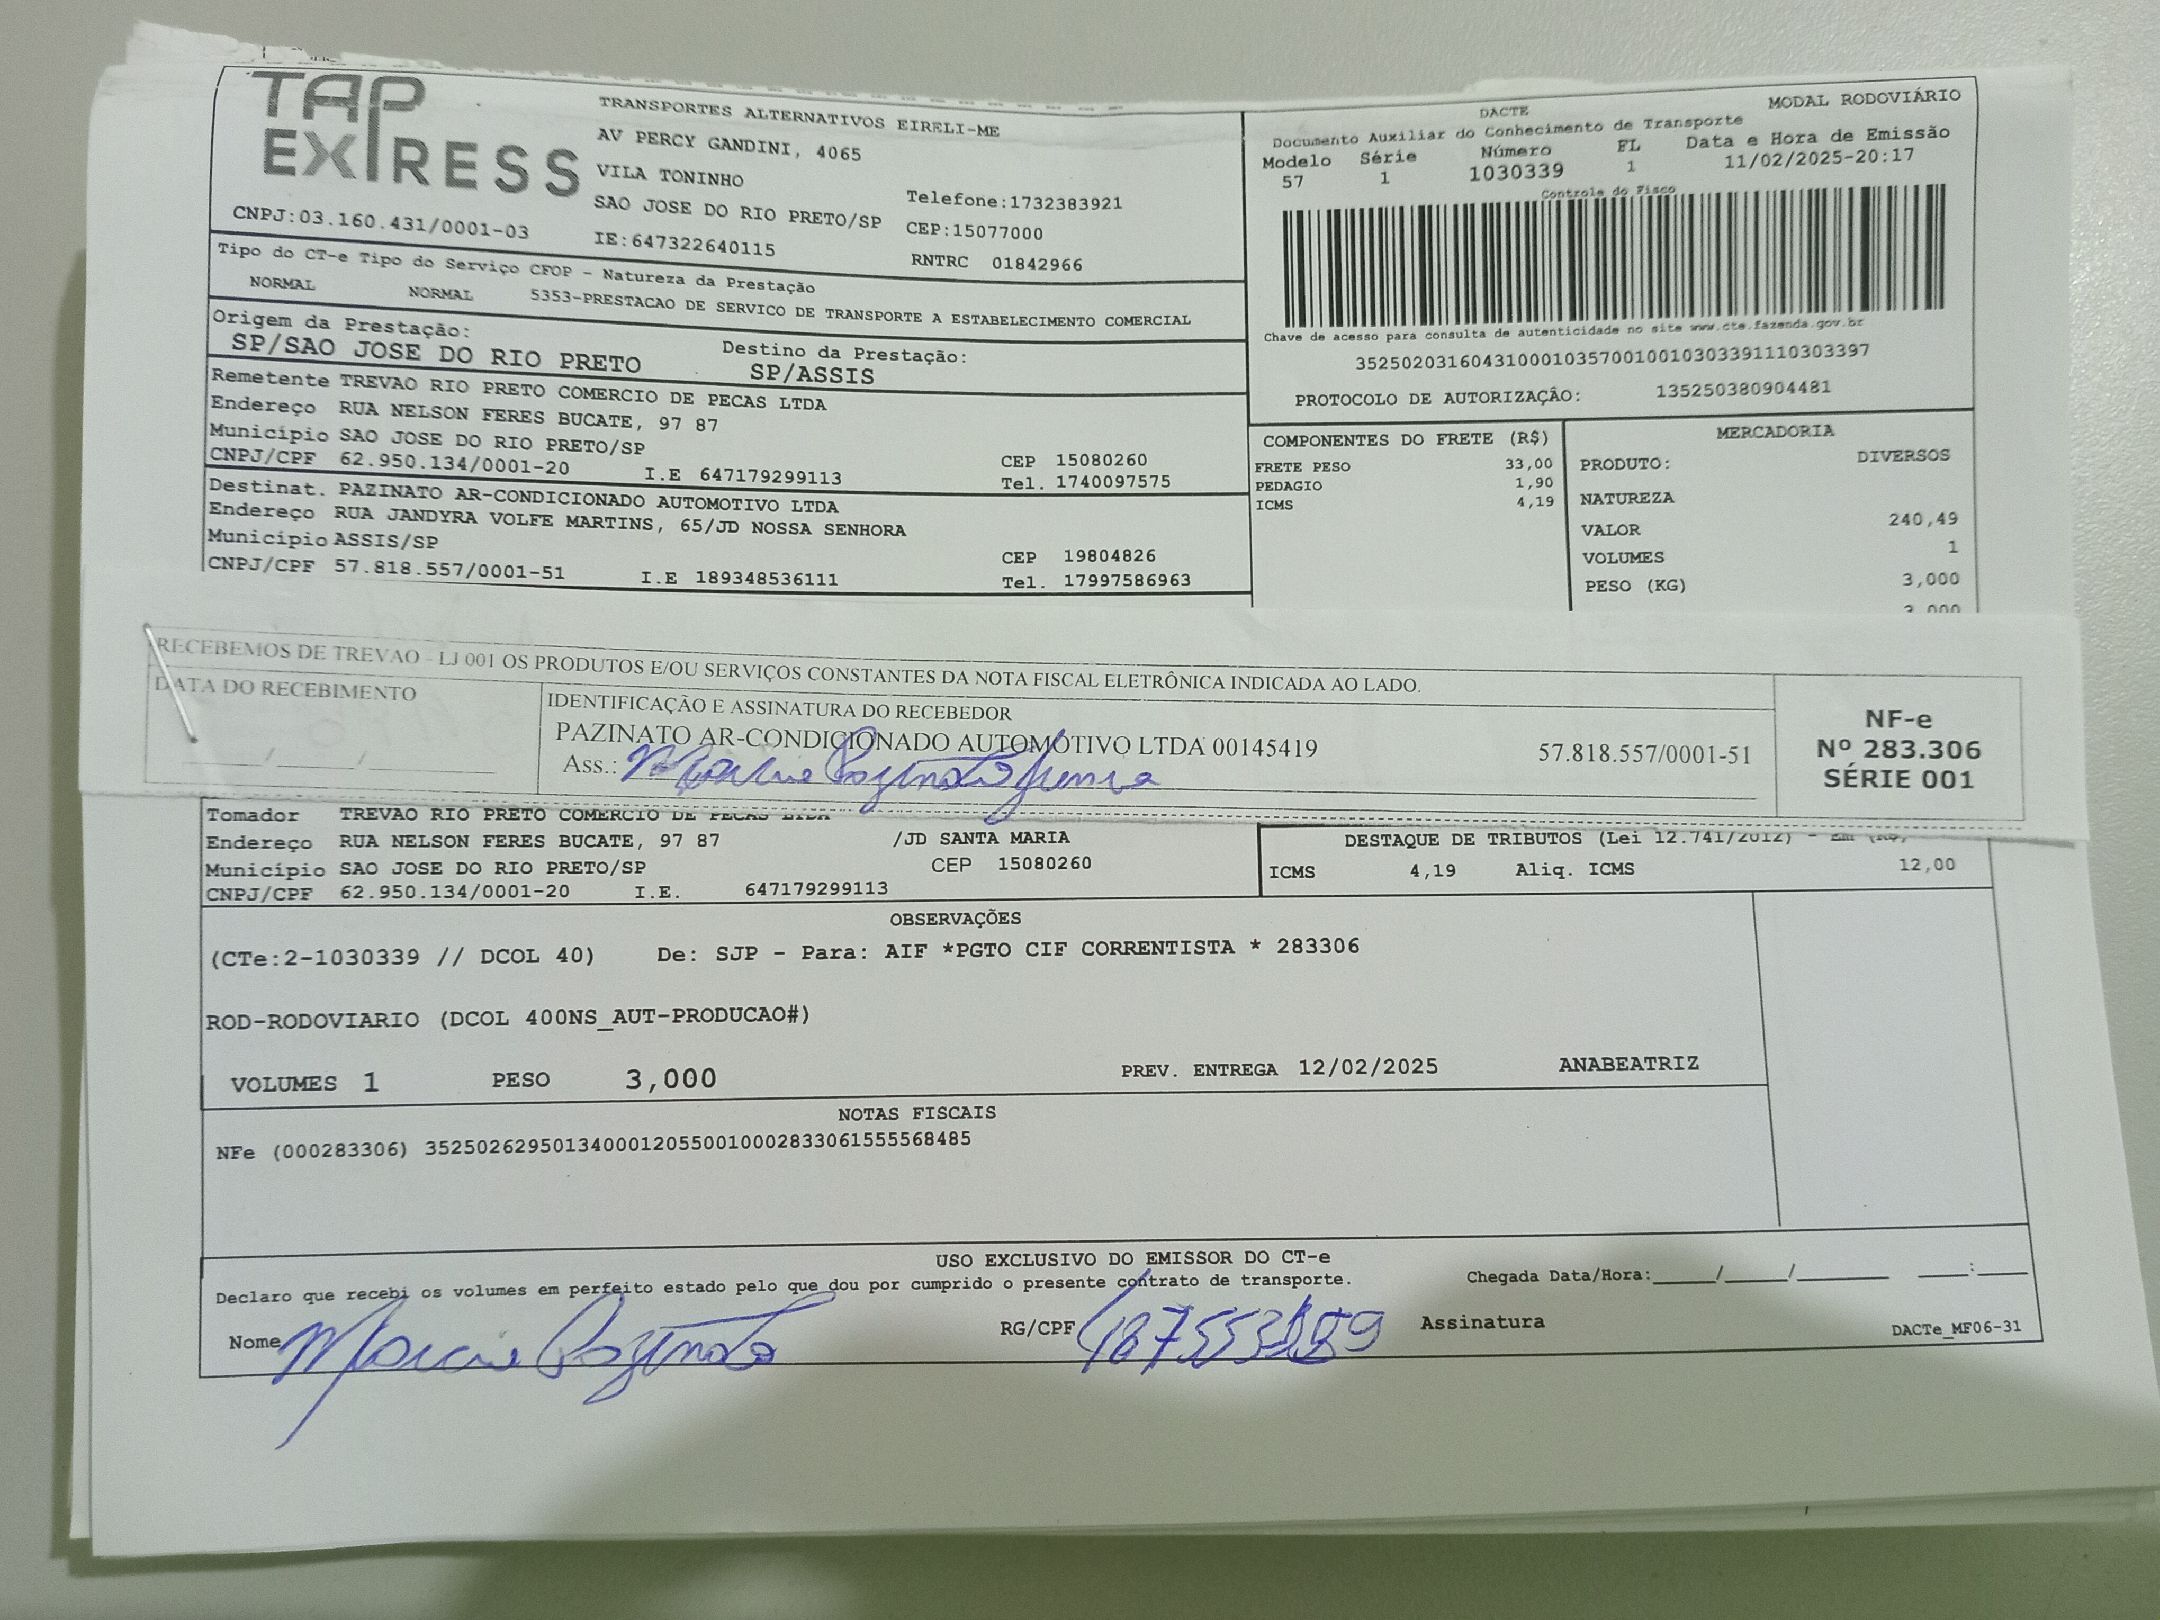 TAP
EXPRESS
TRANSPORTES ALTERNATIVOS EIRELI-ME
AV PERCY GANDINI, 4065
VILA TONINHO
SAO JOSE DO RIO PRETO/SP
Telefone:1732383921
CEP:15077000
CNPJ:03.160.431/0001-03
IE:647322640115
RNTRC 01842966
DACTE
MODAL RODOVIÁRIO
Documento Auxiliar do Conhecimento de Transporte
Modelo Série Número FL Data e Hora de Emissão
57 1 1030339 1 11/02/2025-20:17
Controle do Fisco
Chave de acesso para consulta de autenticidade no site www.cte.fazenda.gov.br
35250203160431000103570010010303391110303397
PROTOCOLO DE AUTORIZAÇÂO: 135250380904481
Tipo do CT-e Tipo do Serviço CFOP - Natureza da Prestação
NORMAL NORMAL 5353-PRESTACAO DE SERVICO DE TRANSPORTE A ESTABELECIMENTO COMERCIAL
Origem da Prestação: Destino da Prestação:
SP/SAO JOSE DO RIO PRETO SP/ASSIS
Remetente TREVAO RIO PRETO COMERCIO DE PECAS LTDA
Endereço RUA NELSON FERES BUCATE, 97 87
Município SAO JOSE DO RIO PRETO/SP CEP 15080260
CNPJ/CPF 62.950.134/0001-20 I.E 647179299113 Tel. 1740097575
Destinat. PAZINATO AR-CONDICIONADO AUTOMOTIVO LTDA
Endereço RUA JANDYRA VOLFE MARTINS, 65/JD NOSSA SENHORA
Município ASSIS/SP CEP 19804826
CNPJ/CPF 57.818.557/0001-51 I.E 189348536111 Tel. 17997586963
COMPONENTES DO FRETE (R$)
FRETE PESO 33,00
PEDAGIO 1,90
ICMS 4,19
MERCADORIA
PRODUTO: DIVERSOS
NATUREZA
VALOR 240,49
VOLUMES 1
PESO (KG) 3,000
3,000
RECEBEMOS DE TREVAO - LJ 001 OS PRODUTOS E/OU SERVIÇOS CONSTANTES DA NOTA FISCAL ELETRÔNICA INDICADA AO LADO.
DATA DO RECEBIMENTO
IDENTIFICAÇÃO E ASSINATURA DO RECEBEDOR
PAZINATO AR-CONDICIONADO AUTOMOTIVO LTDA 00145419 57.818.557/0001-51
Ass.:
NF-e
Nº 283.306
SÉRIE 001
Tomador TREVAO RIO PRETO COMERCIO DE PECAS LTDA
Endereço RUA NELSON FERES BUCATE, 97 87 /JD SANTA MARIA
Município SAO JOSE DO RIO PRETO/SP CEP 15080260
CNPJ/CPF 62.950.134/0001-20 I.E. 647179299113
DESTAQUE DE TRIBUTOS (Lei 12.741/2012) - Em (R$)
ICMS 4,19 Aliq. ICMS 12,00
OBSERVAÇÕES
(CTe:2-1030339 // DCOL 40) De: SJP - Para: AIF *PGTO CIF CORRENTISTA * 283306
ROD-RODOVIARIO (DCOL 400NS_AUT-PRODUCAO#)
VOLUMES 1 PESO 3,000 PREV. ENTREGA 12/02/2025 ANABEATRIZ
NOTAS FISCAIS
NFe (000283306) 35250262950134000120550010002833061555568485
USO EXCLUSIVO DO EMISSOR DO CT-e
Declaro que recebi os volumes em perfeito estado pelo que dou por cumprido o presente contrato de transporte.
Chegada Data/Hora:
Nome RG/CPF Assinatura
DACTe_MF06-31